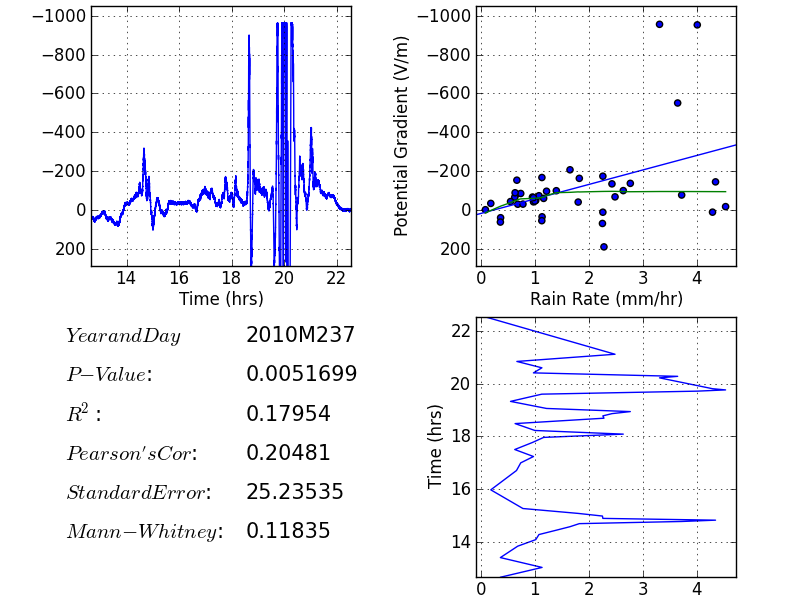 −1000
−800
−600
−400
−200
0
200
14 16 18 20 22
Time (hrs)
−1000
−800
−600
−400
−200
0
200
Potential Gradient (V/m)
0 1 2 3 4
Rain Rate (mm/hr)
YearandDay 2010M237
P−Value: 0.0051699
R² : 0.17954
Pearson'sCor: 0.20481
StandardError: 25.23535
Mann−Whitney: 0.11835
22
20
18
16
14
Time (hrs)
0 1 2 3 4